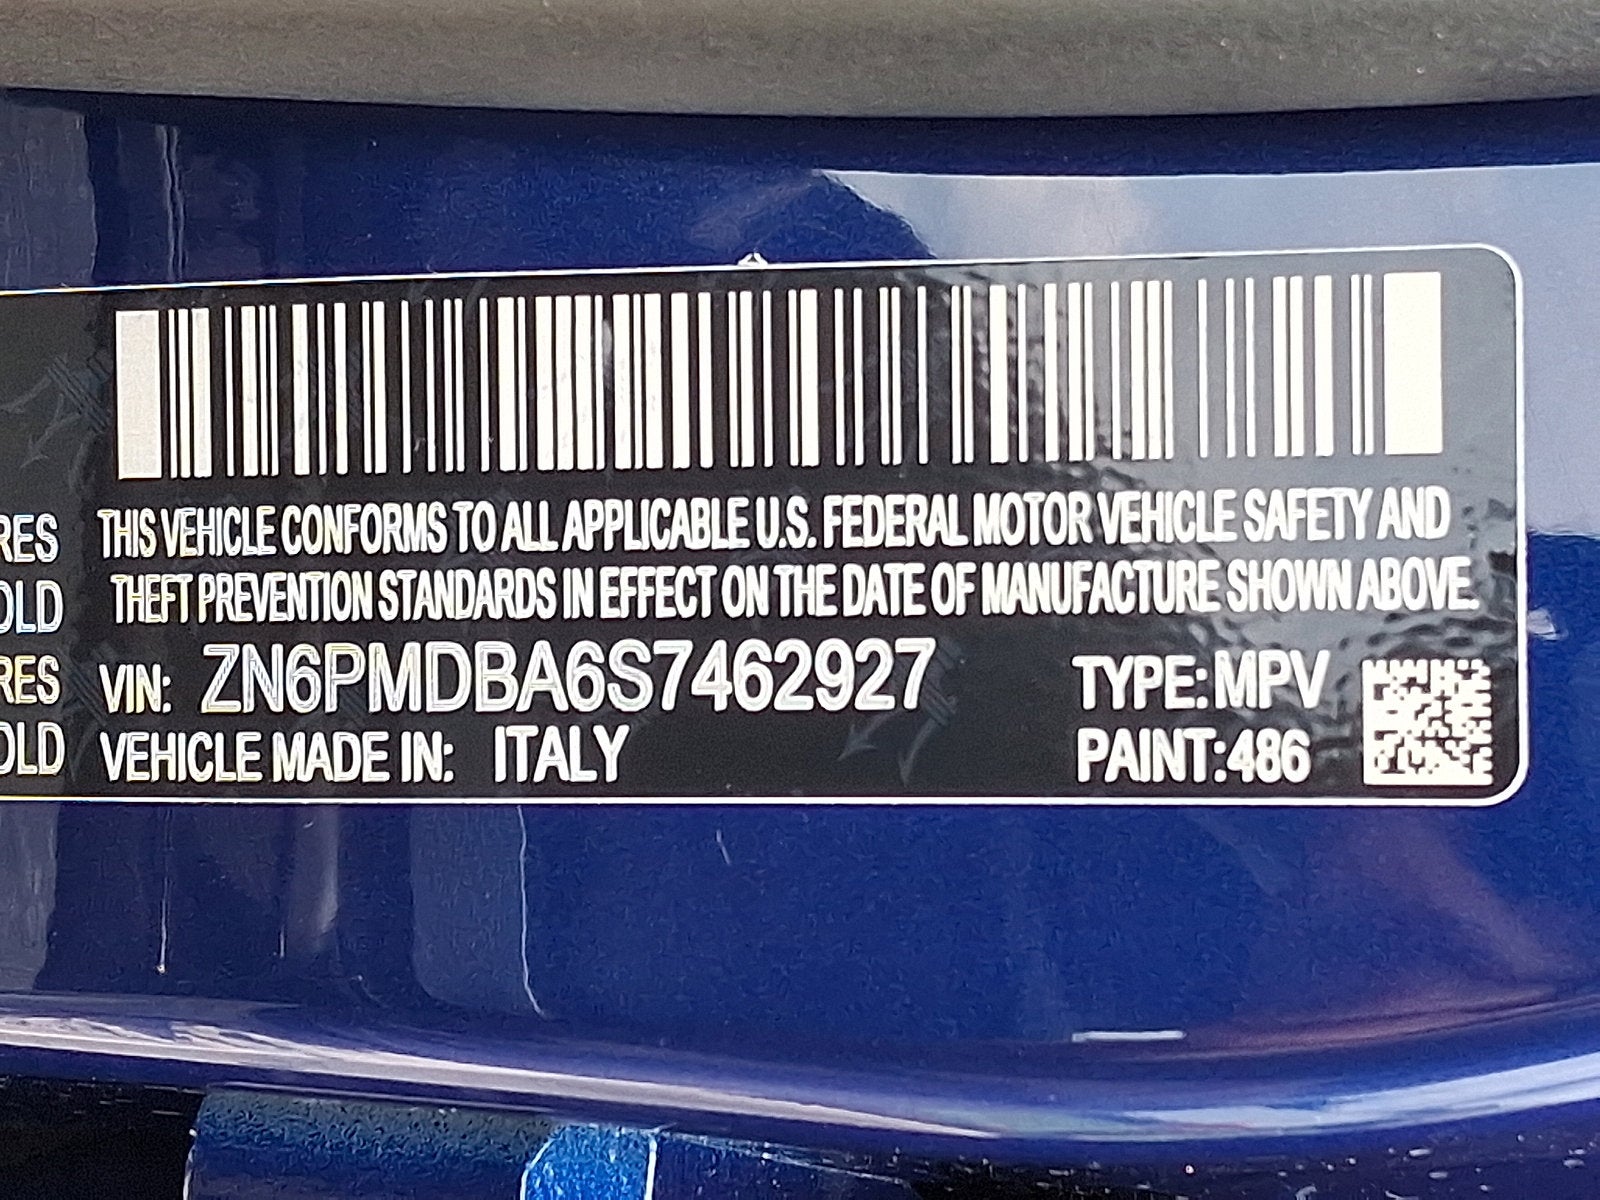 RES
OLD
RES
OLD
THIS VEHICLE CONFORMS TO ALL APPLICABLE U.S. FEDERAL MOTOR VEHICLE SAFETY AND
THEFT PREVENTION STANDARDS IN EFFECT ON THE DATE OF MANUFACTURE SHOWN ABOVE.
VIN: ZN6PMDBA6S7462927
VEHICLE MADE IN: ITALY
TYPE: MPV
PAINT: 486